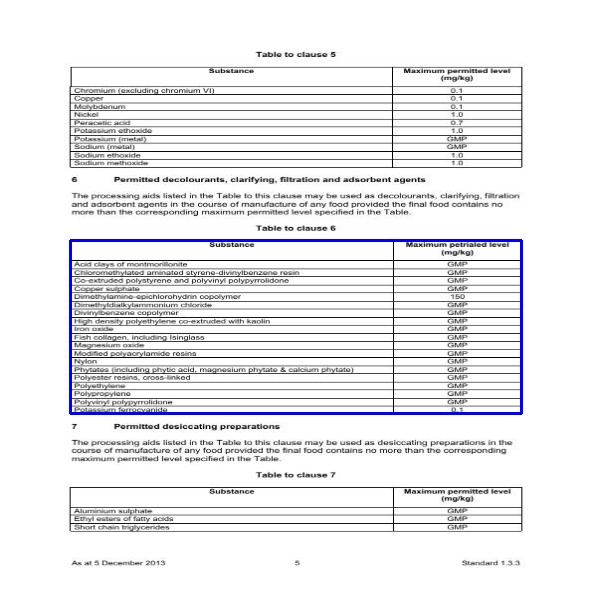 Table to clause 5
Substance Maximum permitted level
(mg/kg)
Chromium (excluding chromium VI) 0.1
Copper 0.1
Molybdenum 0.1
Nickel 1.0
Peracetic acid 0.7
Potassium ethoxide 1.0
Potassium (metal) GMP
Sodium (metal) GMP
Sodium ethoxide 1.0
Sodium methoxide 1.0
6 Permitted decolourants, clarifying, filtration and adsorbent agents
The processing aids listed in the Table to this clause may be used as decolourants, clarifying, filtration
and adsorbent agents in the course of manufacture of any food provided the final food contains no
more than the corresponding maximum permitted level specified in the Table.
Table to clause 6
Substance Maximum petrialed level
(mg/kg)
Acid clays of montmorillonite GMP
Chloromethylated aminated styrene-divinylbenzene resin GMP
Co-extruded polystyrene and polyvinyl polypyrrolidone GMP
Copper sulphate GMP
Dimethylamine-epichlorohydrin copolymer 150
Dimethyldialkylammonium chloride GMP
Divinylbenzene copolymer GMP
High density polyethylene co-extruded with kaolin GMP
Iron oxide GMP
Fish collagen, including Isinglass GMP
Magnesium oxide GMP
Modified polyacrylamide resins GMP
Nylon GMP
Phytates (including phytic acid, magnesium phytate & calcium phytate) GMP
Polyester resins, cross-linked GMP
Polyethylene GMP
Polypropylene GMP
Polyvinyl polypyrrolidone GMP
Potassium ferrocyanide 0.1
7 Permitted desiccating preparations
The processing aids listed in the Table to this clause may be used as desiccating preparations in the
course of manufacture of any food provided the final food contains no more than the corresponding
maximum permitted level specified in the Table.
Table to clause 7
Substance Maximum permitted level
(mg/kg)
Aluminium sulphate GMP
Ethyl esters of fatty acids GMP
Short chain triglycerides GMP
As at 5 December 2013 5 Standard 1.3.3